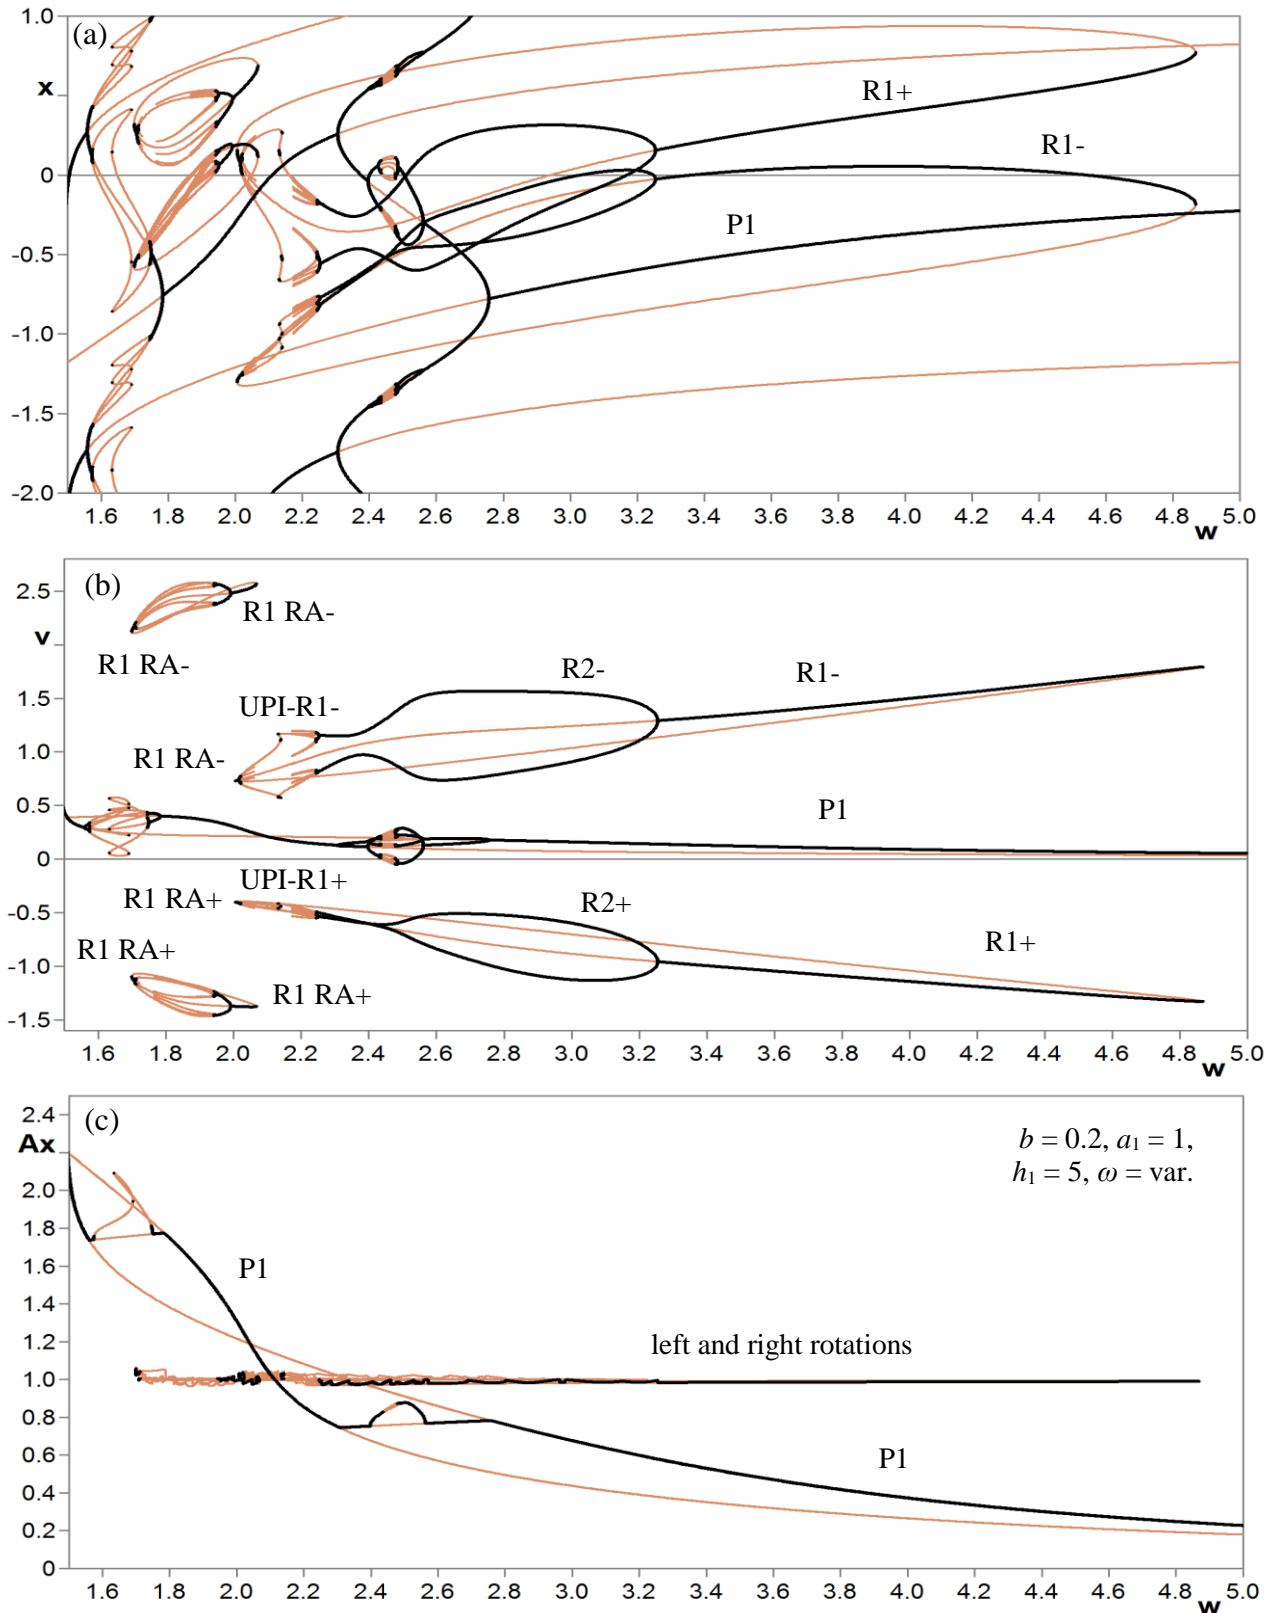 (a)
1.0
x
0
-0.5
-1.0
-1.5
-2.0
R1+
R1-
P1
1.6 1.8 2.0 2.2 2.4 2.6 2.8 3.0 3.2 3.4 3.6 3.8 4.0 4.2 4.4 4.6 4.8 5.0
w
(b)
2.5
v
1.5
1.0
0.5
0
-0.5
-1.0
-1.5
R1 RA-
R1 RA-
R2-
R1-
UPI-R1-
R1 RA-
P1
UPI-R1+
R1 RA+
R2+
R1 RA+
R1+
R1 RA+
1.6 1.8 2.0 2.2 2.4 2.6 2.8 3.0 3.2 3.4 3.6 3.8 4.0 4.2 4.4 4.6 4.8 5.0
w
(c)
2.4
Ax
2.0
1.8
1.6
1.4
1.2
1.0
0.8
0.6
0.4
0.2
0
b = 0.2, a₁ = 1,
h₁ = 5, ω = var.
P1
left and right rotations
P1
1.6 1.8 2.0 2.2 2.4 2.6 2.8 3.0 3.2 3.4 3.6 3.8 4.0 4.2 4.4 4.6 4.8 5.0
w